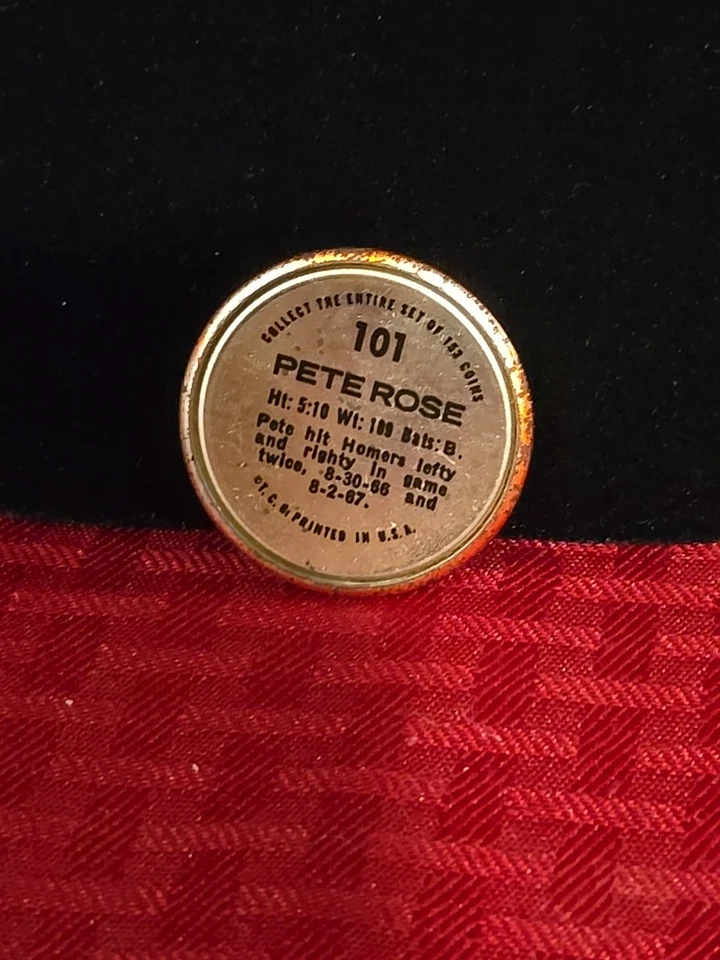 COLLECT THE ENTIRE SET OF 153 COINS
101
PETE ROSE
Ht: 5:10 Wt: 189 Bats: B.
Pete hit Homers lefty
and righty in game
twice, 8-30-66 and
8-2-67.
©T. C. G. PRINTED IN U.S.A.